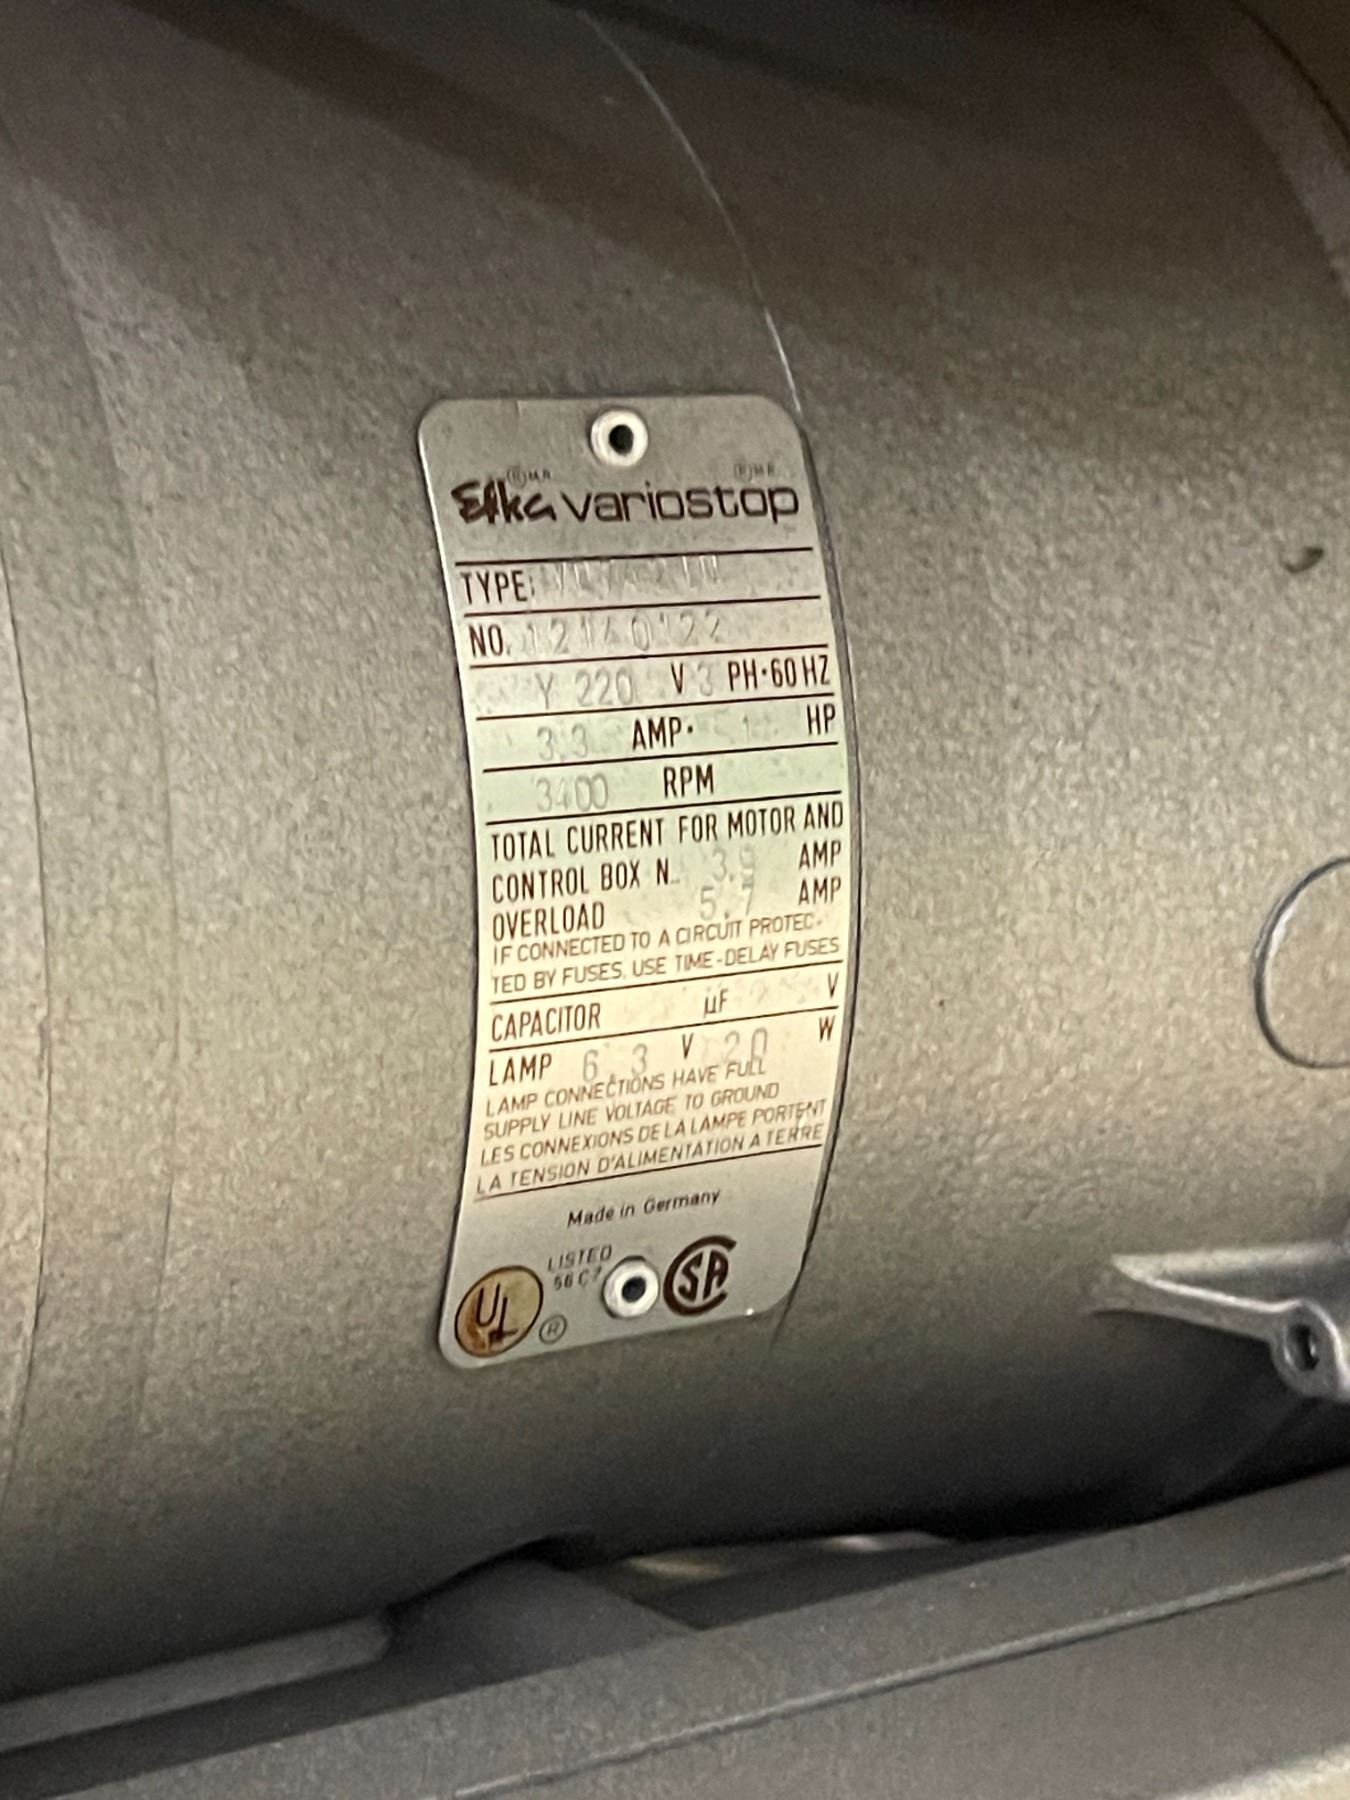 ® M.R. ® M.R.
Efka variostop
TYPE:
NO. 12140122
Y 220 V 3 PH·60 HZ
3.3 AMP· 1 HP
3400 RPM
TOTAL CURRENT FOR MOTOR AND
CONTROL BOX N.. 3.9 AMP
OVERLOAD 5.7 AMP
IF CONNECTED TO A CIRCUIT PROTEC-
TED BY FUSES, USE TIME-DELAY FUSES
CAPACITOR µF V
LAMP 6.3 V 20 W
LAMP CONNECTIONS HAVE FULL
SUPPLY LINE VOLTAGE TO GROUND
LES CONNEXIONS DE LA LAMPE PORTENT
LA TENSION D'ALIMENTATION A TERRE
Made in Germany
LISTED
UL ® SA